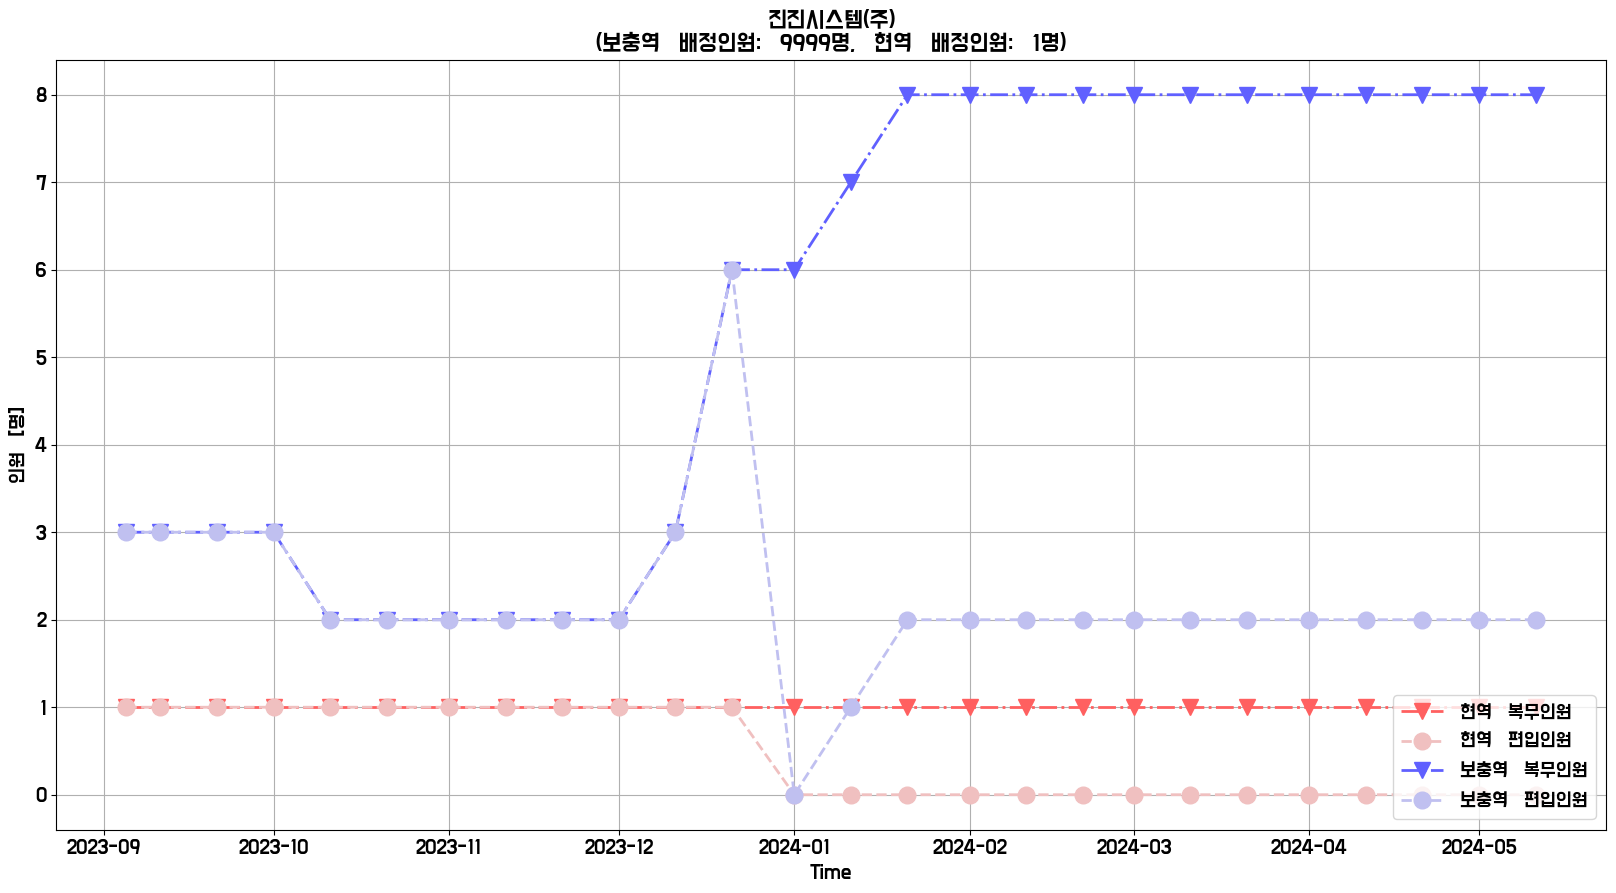 진진시스템(주)
(보충역 배정인원: 9999명, 현역 배정인원: 1명)
8
7
6
5
4
3
2
1
0
인원 [명]
2023-09 2023-10 2023-11 2023-12 2024-01 2024-02 2024-03 2024-04 2024-05
Time
현역 복무인원
현역 편입인원
보충역 복무인원
보충역 편입인원